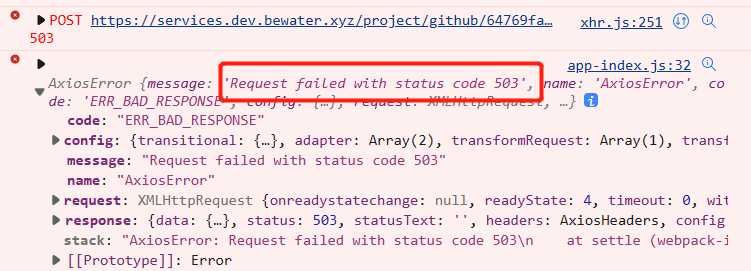 POST https://services.dev.bewater.xyz/project/github/64769fa… xhr.js:251
503
app-index.js:32
AxiosError {message: 'Request failed with status code 503', name: 'AxiosError', co
de: 'ERR_BAD_RESPONSE', config: {…}, request: XMLHttpRequest, …} i
code: "ERR_BAD_RESPONSE"
config: {transitional: {…}, adapter: Array(2), transformRequest: Array(1), transf
message: "Request failed with status code 503"
name: "AxiosError"
request: XMLHttpRequest {onreadystatechange: null, readyState: 4, timeout: 0, wit
response: {data: {…}, status: 503, statusText: '', headers: AxiosHeaders, config
stack: "AxiosError: Request failed with status code 503\n    at settle (webpack-i
[[Prototype]]: Error